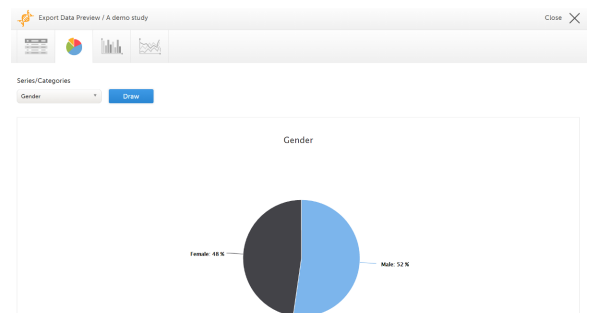 Export Data Preview / A demo study
Close
Series/Categories
Gender
Draw
Gender
Female: 48 %
Male: 52 %